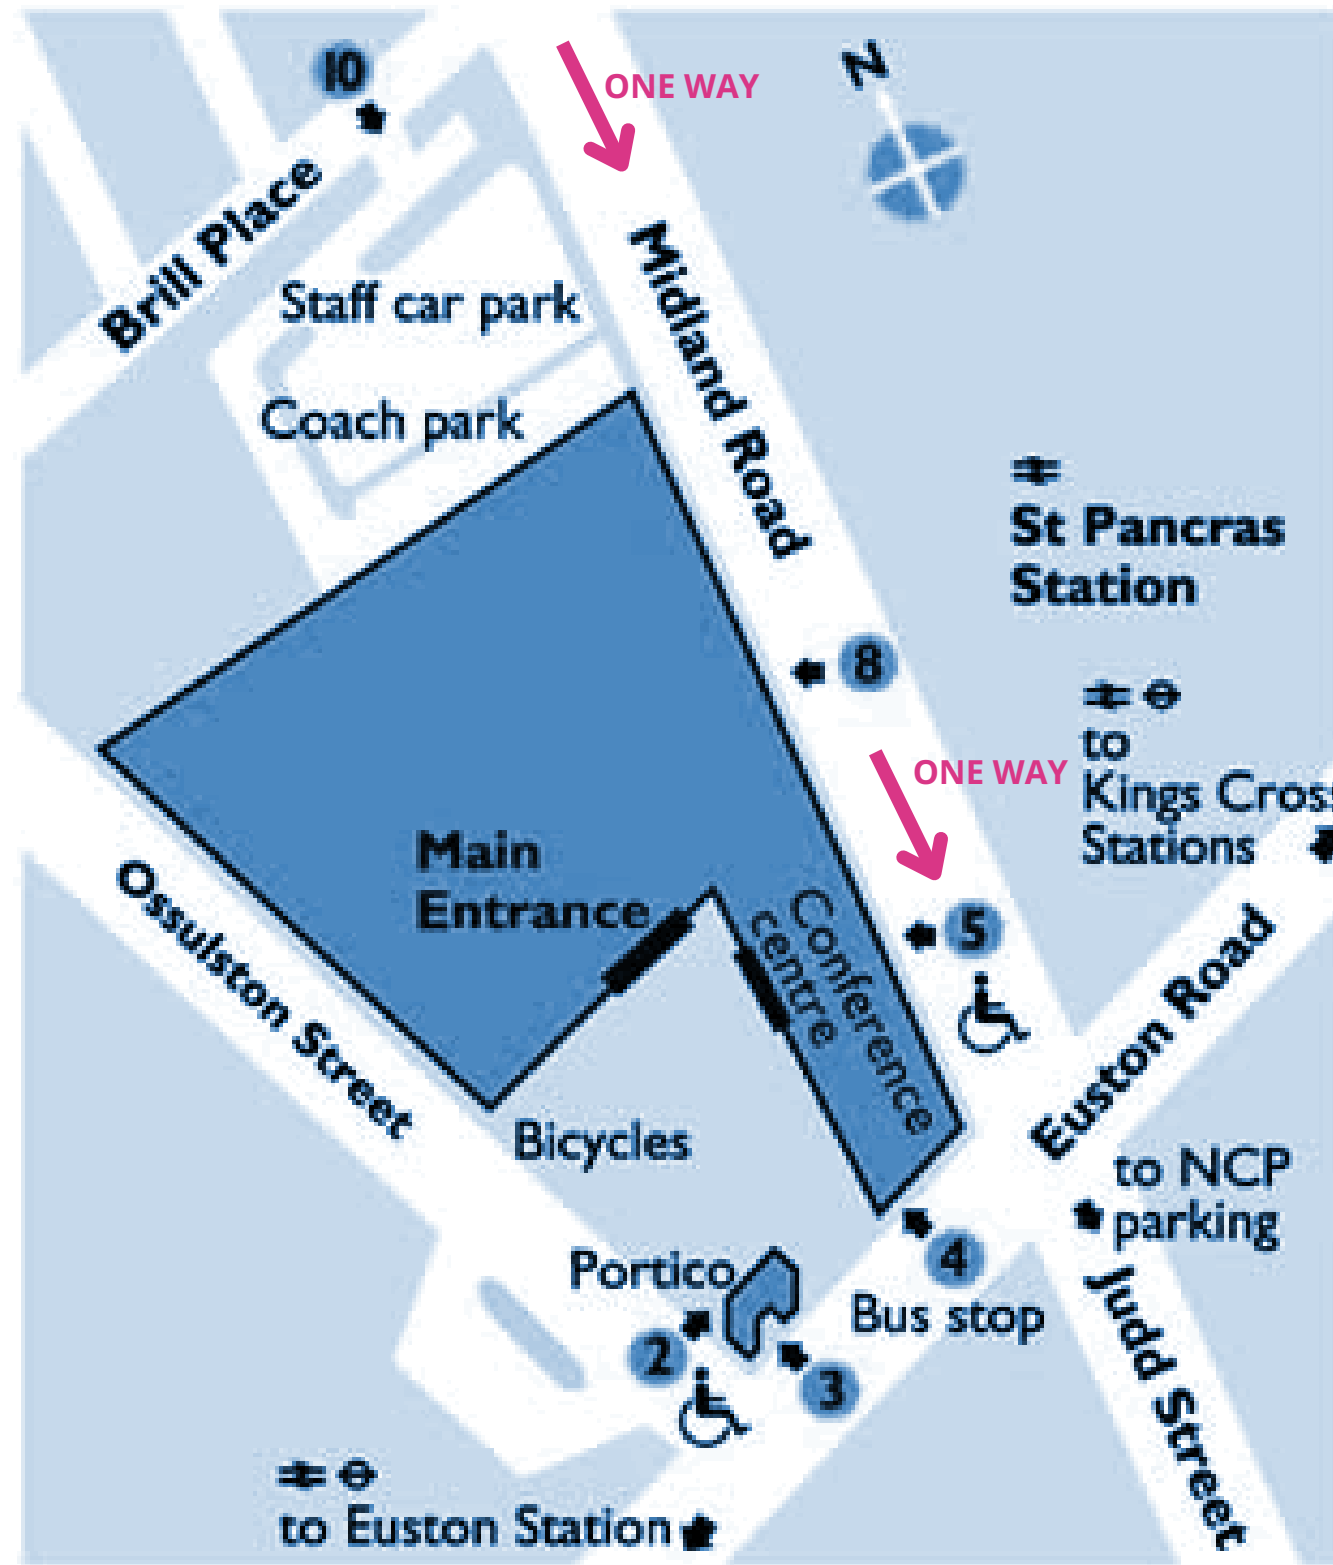 10
ONE WAY
N
Brill Place
Midland Road
Staff car park
Coach park
St Pancras
Station
8
to
Kings Cross
Stations
ONE WAY
Main
Entrance
Conference
centre
5
Ossulston Street
Euston Road
Bicycles
to NCP
parking
4
Portico
Bus stop
2
3
Judd Street
to Euston Station